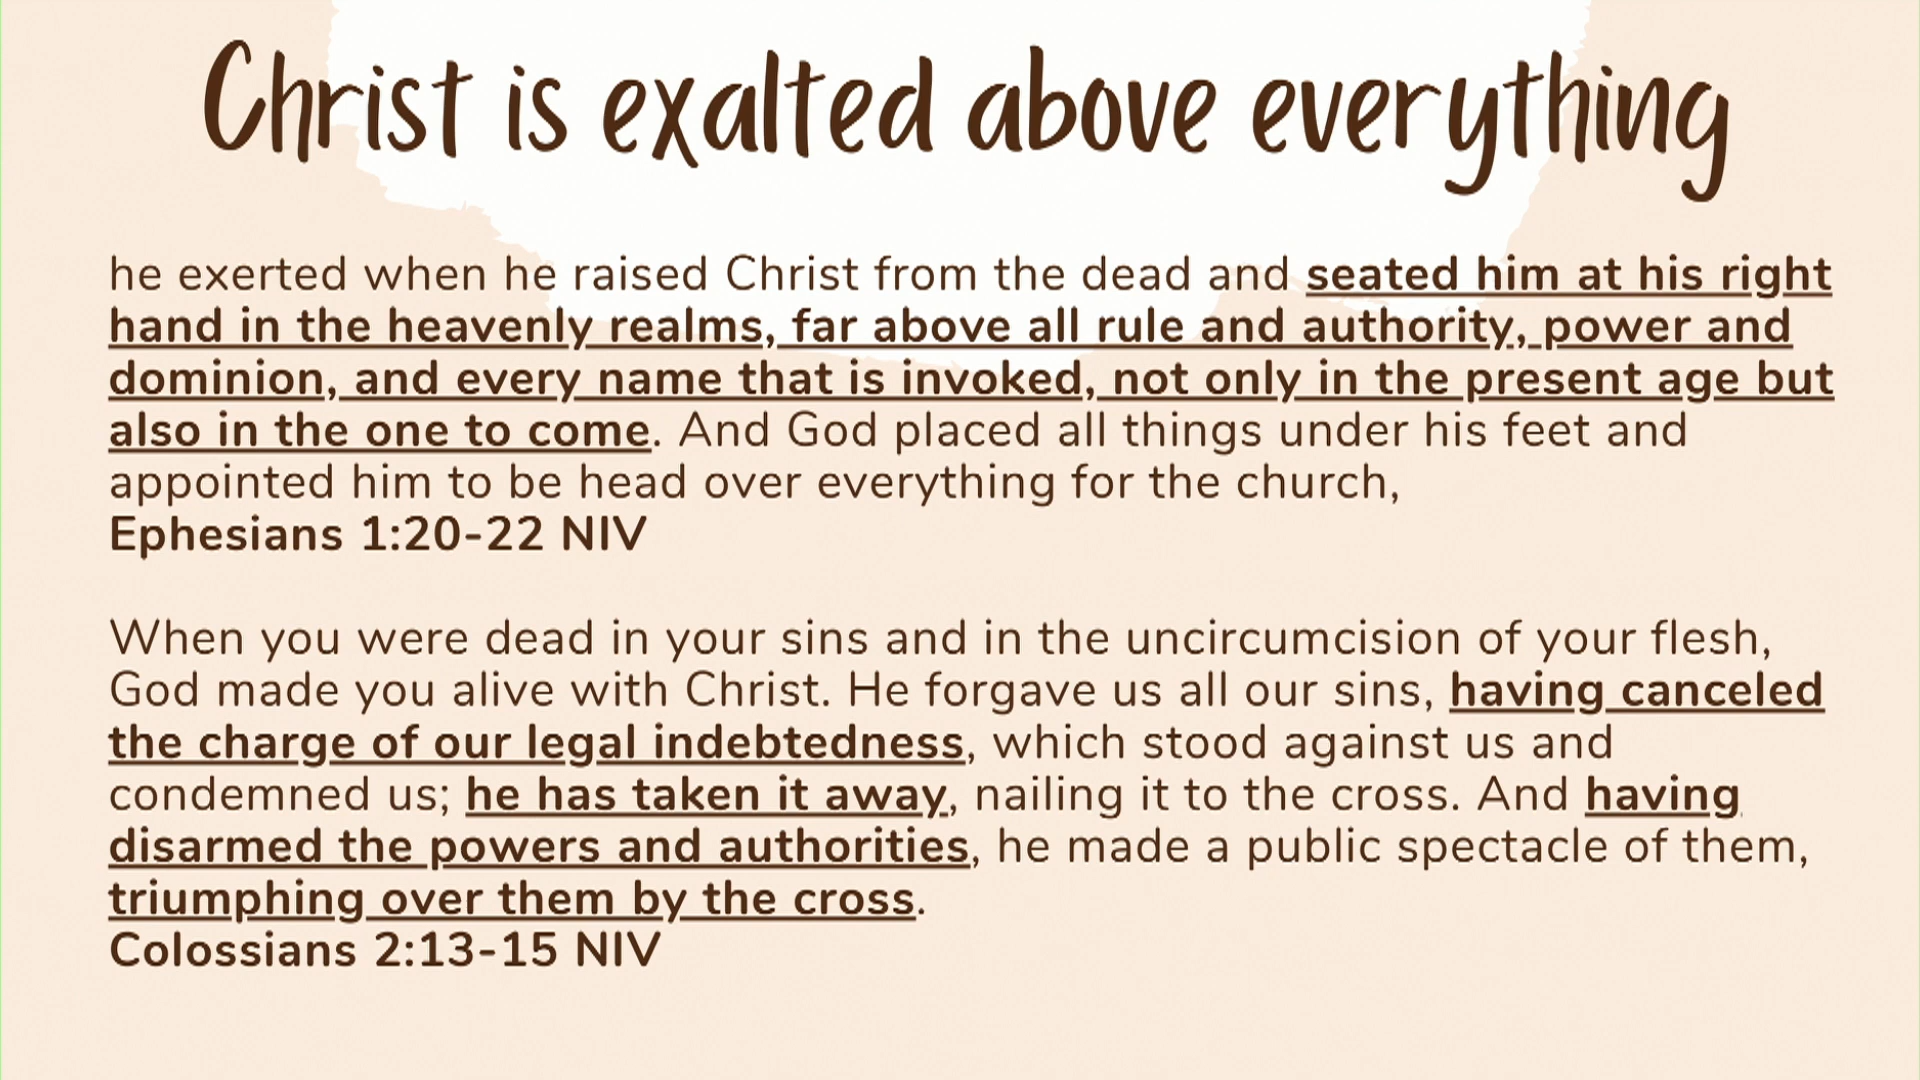 Christ is exalted above everything
he exerted when he raised Christ from the dead and seated him at his right
hand in the heavenly realms, far above all rule and authority, power and
dominion, and every name that is invoked, not only in the present age but
also in the one to come. And God placed all things under his feet and
appointed him to be head over everything for the church,
Ephesians 1:20-22 NIV
When you were dead in your sins and in the uncircumcision of your flesh,
God made you alive with Christ. He forgave us all our sins, having canceled
the charge of our legal indebtedness, which stood against us and
condemned us; he has taken it away, nailing it to the cross. And having
disarmed the powers and authorities, he made a public spectacle of them,
triumphing over them by the cross.
Colossians 2:13-15 NIV